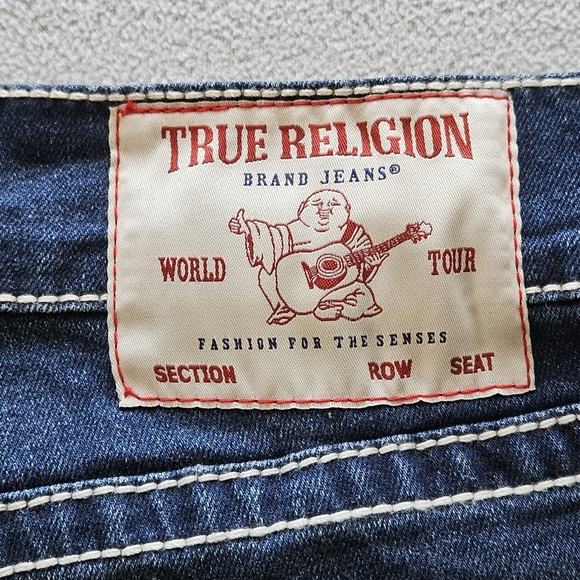 TRUE RELIGION
BRAND JEANS®
WORLD TOUR
FASHION FOR THE SENSES
SECTION ROW SEAT